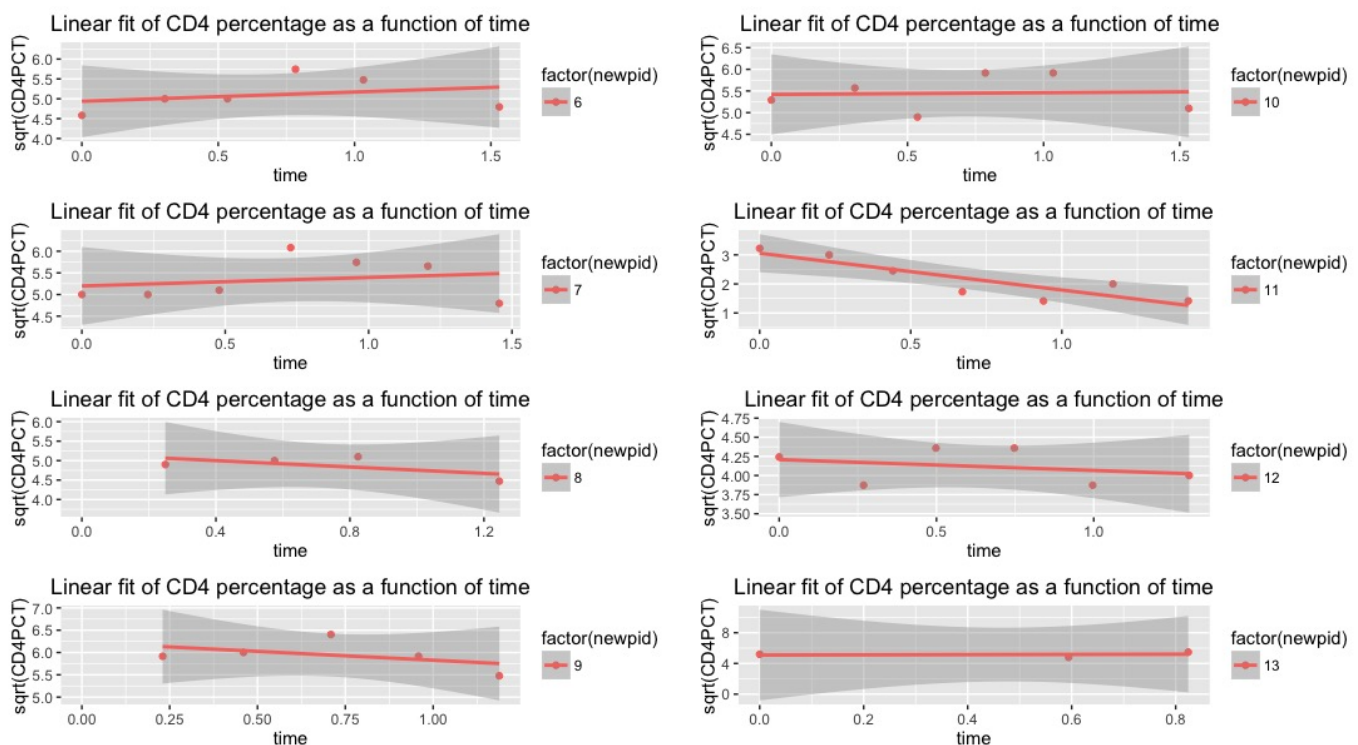 Linear fit of CD4 percentage as a function of time
sqrt(CD4PCT)
6.0
5.5
5.0
4.5
4.0
0.0 0.5 1.0 1.5
time
factor(newpid)
6
Linear fit of CD4 percentage as a function of time
sqrt(CD4PCT)
6.5
6.0
5.5
5.0
4.5
0.0 0.5 1.0 1.5
time
factor(newpid)
10
Linear fit of CD4 percentage as a function of time
sqrt(CD4PCT)
6.0
5.5
5.0
4.5
0.0 0.5 1.0 1.5
time
factor(newpid)
7
Linear fit of CD4 percentage as a function of time
sqrt(CD4PCT)
3
2
1
0.0 0.5 1.0
time
factor(newpid)
11
Linear fit of CD4 percentage as a function of time
sqrt(CD4PCT)
6.0
5.5
5.0
4.5
4.0
0.0 0.4 0.8 1.2
time
factor(newpid)
8
Linear fit of CD4 percentage as a function of time
sqrt(CD4PCT)
4.75
4.50
4.25
4.00
3.75
3.50
0.0 0.5 1.0
time
factor(newpid)
12
Linear fit of CD4 percentage as a function of time
sqrt(CD4PCT)
7.0
6.5
6.0
5.5
5.0
0.00 0.25 0.50 0.75 1.00
time
factor(newpid)
9
Linear fit of CD4 percentage as a function of time
sqrt(CD4PCT)
8
4
0
0.0 0.2 0.4 0.6 0.8
time
factor(newpid)
13